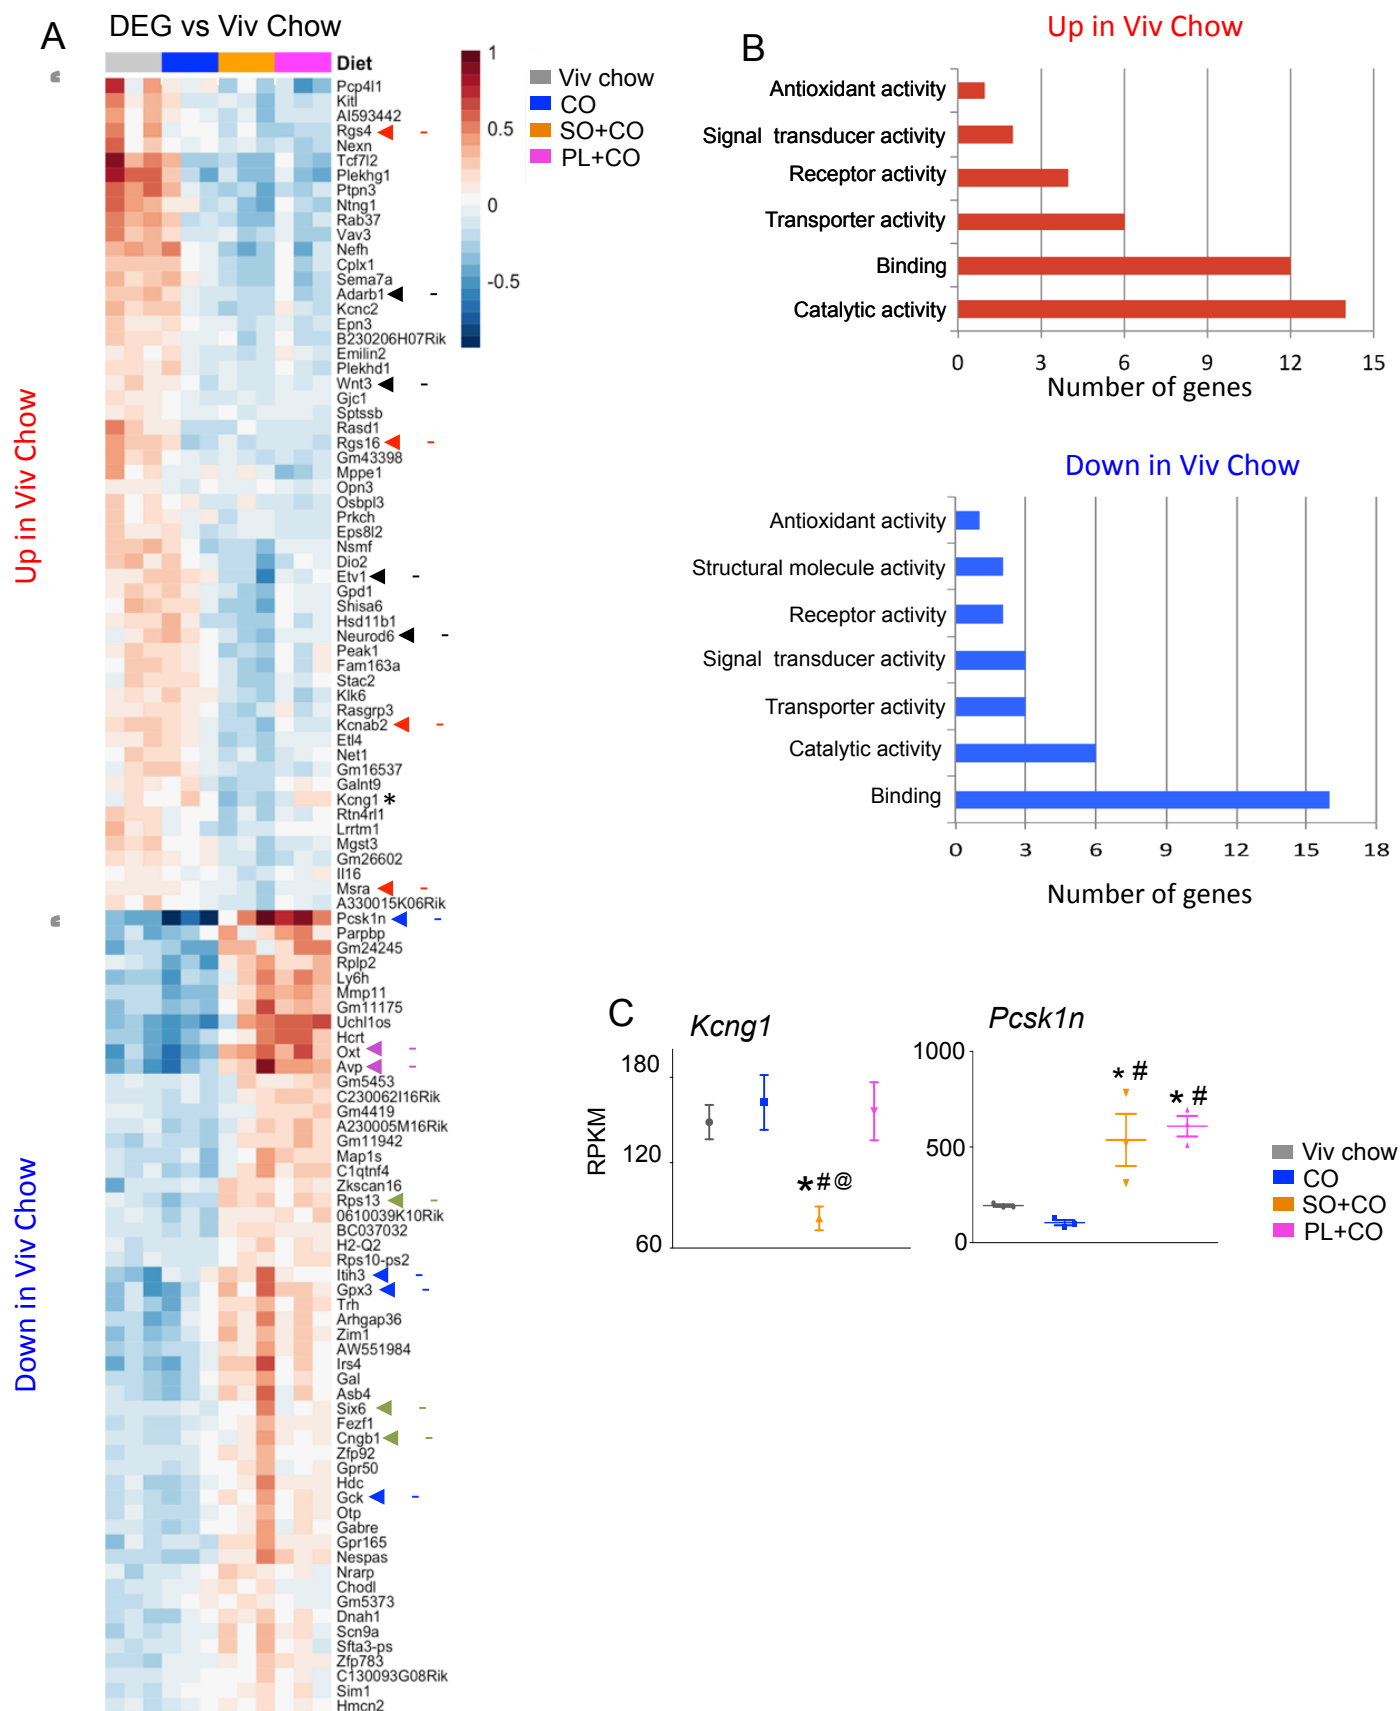 A
DEG vs Viv Chow
Diet
Pcp4l1
Kitl
AI593442
Rgs4 -
Nexn
Tcf7l2
Plekhg1
Ptpn3
Ntng1
Rab37
Vav3
Nefh
Cplx1
Sema7a
Adarb1 -
Kcnc2
Epn3
B230206H07Rik
Emilin2
Plekhd1
Wnt3 -
Gjc1
Sptssb
Rasd1
Rgs16 -
Gm43398
Mppe1
Opn3
Osbpl3
Prkch
Eps8l2
Nsmf
Dio2
Etv1 -
Gpd1
Shisa6
Hsd11b1
Neurod6 -
Peak1
Fam163a
Stac2
Klk6
Rasgrp3
Kcnab2 -
Etl4
Net1
Gm16537
Galnt9
Kcng1 *
Rtn4rl1
Lrrtm1
Mgst3
Gm26602
Il16
Msra -
A330015K06Rik
Pcsk1n -
Parpbp
Gm24245
Rplp2
Ly6h
Mmp11
Gm11175
Uchl1os
Hcrt
Oxt -
Avp -
Gm5453
C230062I16Rik
Gm4419
A230005M16Rik
Gm11942
Map1s
C1qtnf4
Zkscan16
Rps13 -
0610039K10Rik
BC037032
H2-Q2
Rps10-ps2
Itih3 -
Gpx3 -
Trh
Arhgap36
Zim1
AW551984
Irs4
Gal
Asb4
Six6 -
Fezf1
Cngb1 -
Zfp92
Gpr50
Hdc
Gck -
Otp
Gabre
Gpr165
Nespas
Nrarp
Chodl
Gm5373
Dnah1
Scn9a
Sfta3-ps
Zfp783
C130093G08Rik
Sim1
Hmcn2
Up in Viv Chow
Down in Viv Chow
1
0.5
0
-0.5
Viv chow
CO
SO+CO
PL+CO
B
Up in Viv Chow
Antioxidant activity
Signal transducer activity
Receptor activity
Transporter activity
Binding
Catalytic activity
0 3 6 9 12 15
Number of genes
Down in Viv Chow
Antioxidant activity
Structural molecule activity
Receptor activity
Signal transducer activity
Transporter activity
Catalytic activity
Binding
0 3 6 9 12 15 18
Number of genes
C
Kcng1
RPKM
180
120
60
*#@
Pcsk1n
1000
500
0
* #
* #
Viv chow
CO
SO+CO
PL+CO